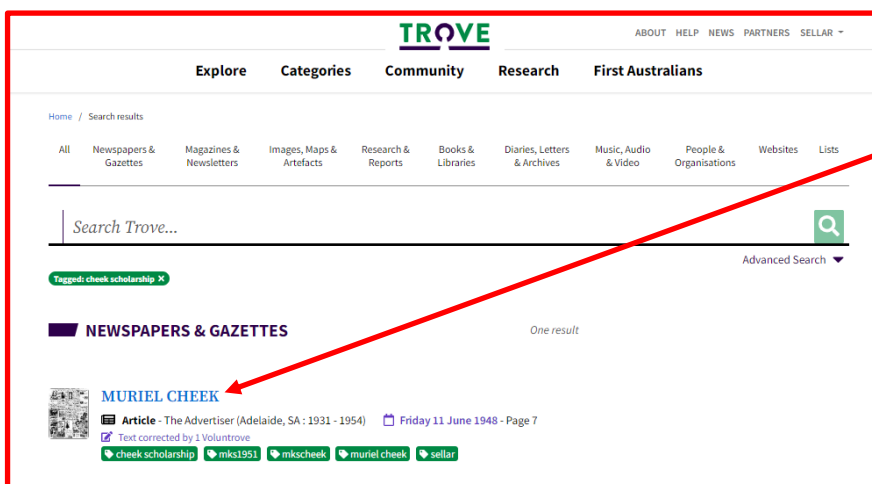 TROVE
ABOUT HELP NEWS PARTNERS SELLAR
Explore Categories Community Research First Australians
Home / Search results
All Newspapers & Gazettes Magazines & Newsletters Images, Maps & Artefacts Research & Reports Books & Libraries Diaries, Letters & Archives Music, Audio & Video People & Organisations Websites Lists
Search Trove...
Advanced Search
Tagged: cheek scholarship X
NEWSPAPERS & GAZETTES One result
MURIEL CHEEK
Article - The Advertiser (Adelaide, SA : 1931 - 1954) Friday 11 June 1948 - Page 7
Text corrected by 1 Voluntrove
cheek scholarship mks1951 mkscheek muriel cheek sellar